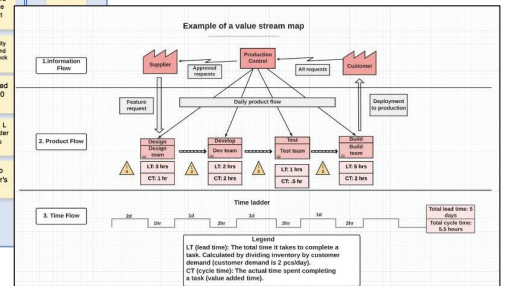 Example of a value stream map
1.Information
Flow
Supplier
Approved
requests
Production
Control
All requests
Customer
Feature
request
Daily product flow
Deployment
to production
2. Product Flow
Design
Design
team
LT: 3 hrs
CT: 1 hr
Develop
Dev team
LT: 2 hrs
CT: 2 hrs
Test
Test team
LT: 1 hrs
CT: .5 hr
Build
Build
team
LT: 5 hrs
CT: 2 hrs
3. Time Flow
Time ladder
2d
1hr
1d
2hr
1d
.5hr
1d
2hr
Total lead time: 5
days
Total cycle time:
5.5 hours
Legend
LT (lead time): The total time it takes to complete a
task. Calculated by dividing inventory by customer
demand (customer demand is 2 pcs/day).
CT (cycle time): The actual time spent completing
a task (value added time).